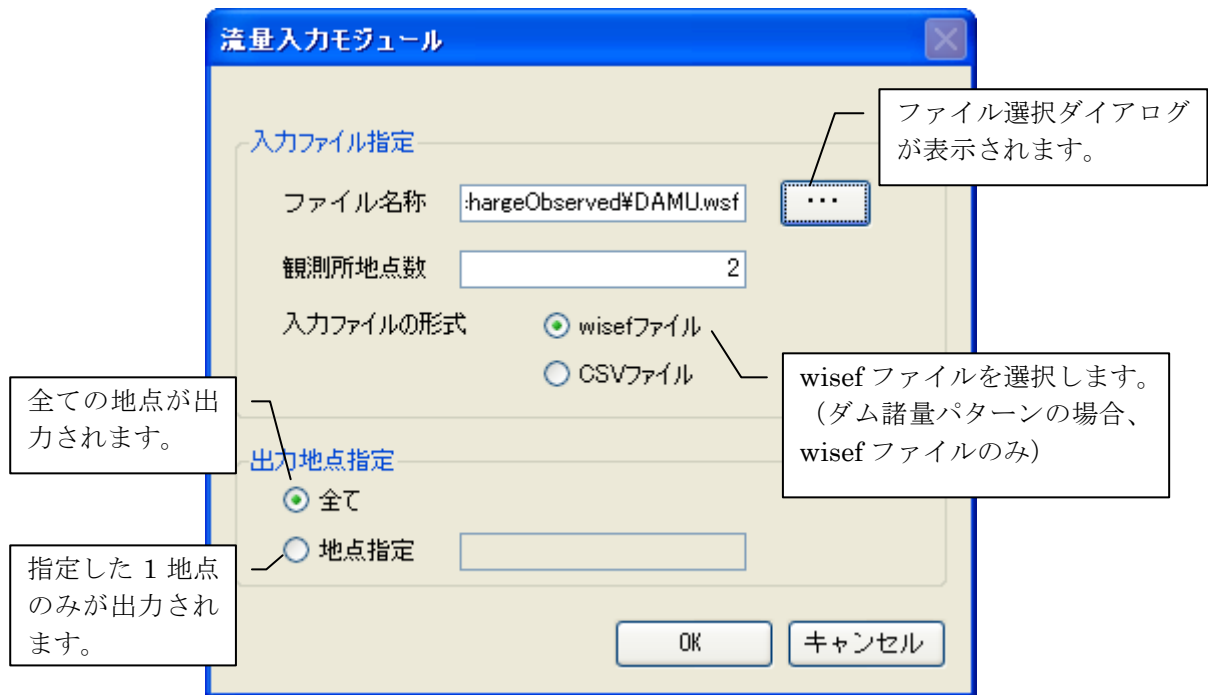 流量入力モジュール
ファイル選択ダイアログ
が表示されます。
入力ファイル指定
ファイル名称
:hargeObserved¥DAMU.wsf
...
観測所地点数
2
入力ファイルの形式
wisefファイル
CSVファイル
wisef ファイルを選択します。
(ダム諸量パターンの場合、
wisef ファイルのみ)
全ての地点が出
力されます。
出力地点指定
全て
地点指定
指定した 1 地点
のみが出力され
ます。
OK
キャンセル